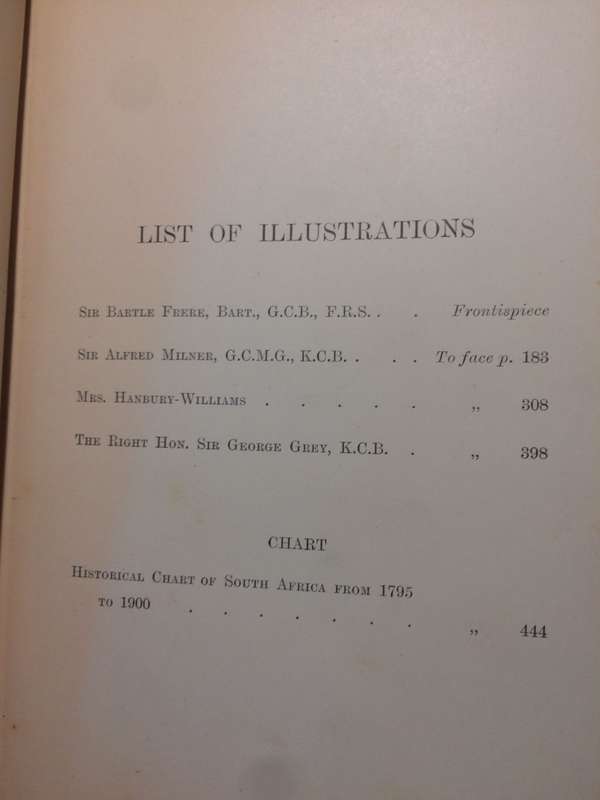 LIST OF ILLUSTRATIONS
SIR BARTLE FRERE, BART., G.C.B., F.R.S. . . Frontispiece
SIR ALFRED MILNER, G.C.M.G., K.C.B. . . . To face p. 183
MRS. HANBURY-WILLIAMS . . . . . „ 308
THE RIGHT HON. SIR GEORGE GREY, K.C.B. . „ 398
CHART
HISTORICAL CHART OF SOUTH AFRICA FROM 1795
TO 1900 . . . . . . . „ 444